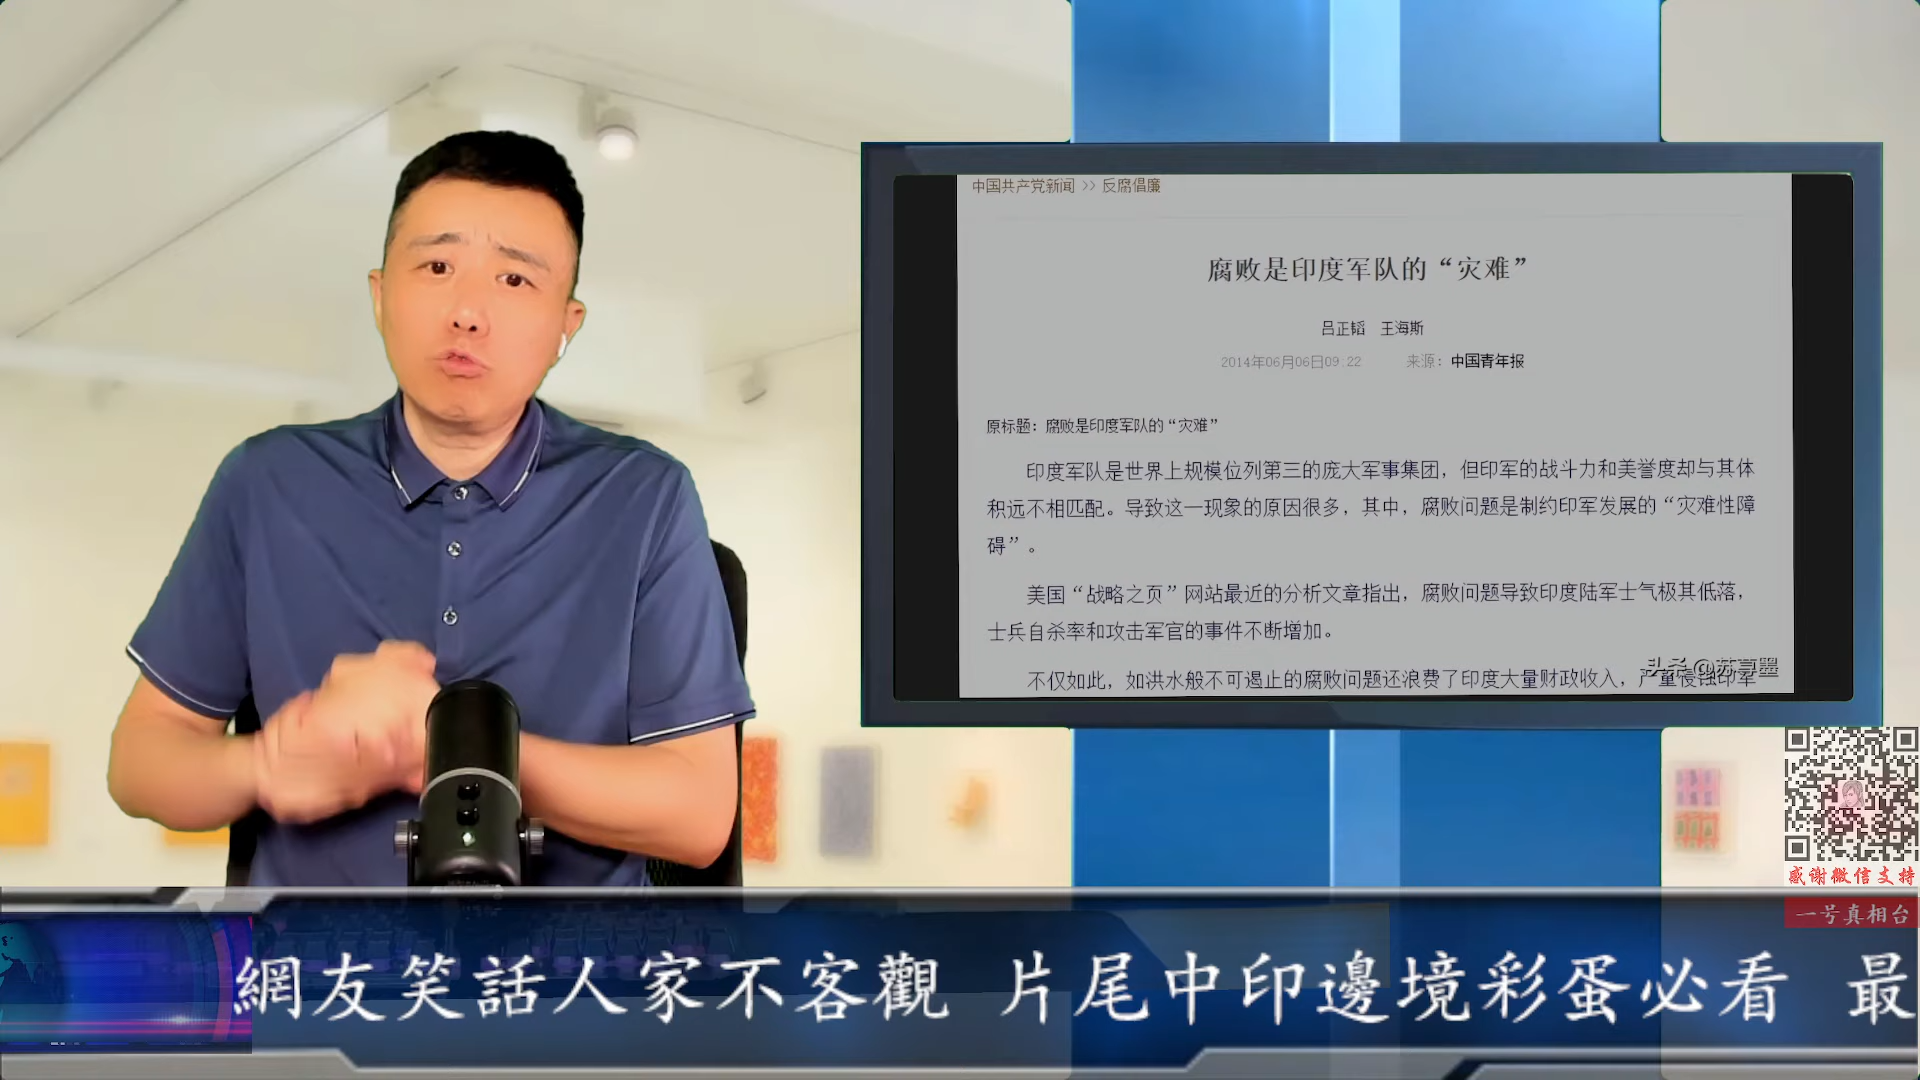 中国共产党新闻 >> 反腐倡廉
腐败是印度军队的“灾难”
吕正韬 王海斯
2014年06月06日09:22 来源：中国青年报
原标题：腐败是印度军队的“灾难”
印度军队是世界上规模位列第三的庞大军事集团，但印军的战斗力和美誉度却与其体
积远不相匹配。导致这一现象的原因很多，其中，腐败问题是制约印军发展的“灾难性障
碍”。
美国“战略之页”网站最近的分析文章指出，腐败问题导致印度陆军士气极其低落，
士兵自杀率和攻击军官的事件不断增加。
不仅如此，如洪水般不可遏止的腐败问题还浪费了印度大量财政收入，严重侵蚀印军
头条@苏享墨
感谢微信支持
一号真相台
網友笑話人家不客觀 片尾中印邊境彩蛋必看 最